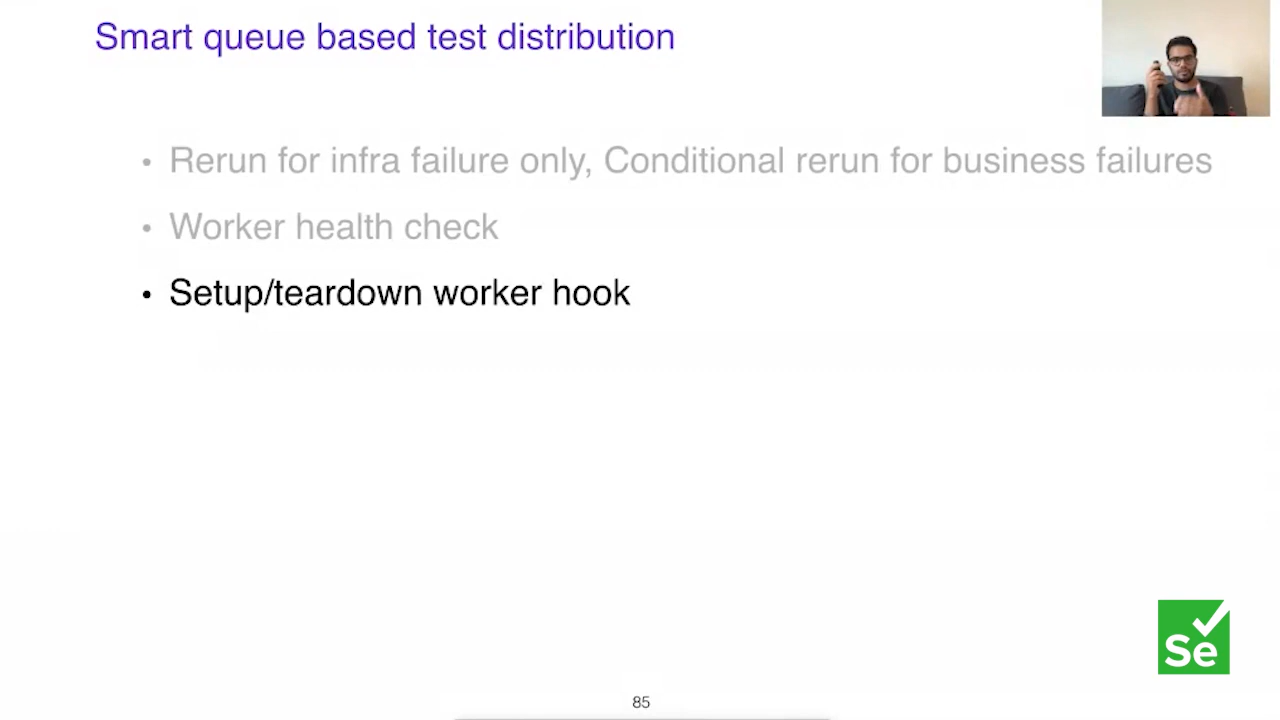 Smart queue based test distribution
• Rerun for infra failure only, Conditional rerun for business failures
• Worker health check
• Setup/teardown worker hook
Se
85